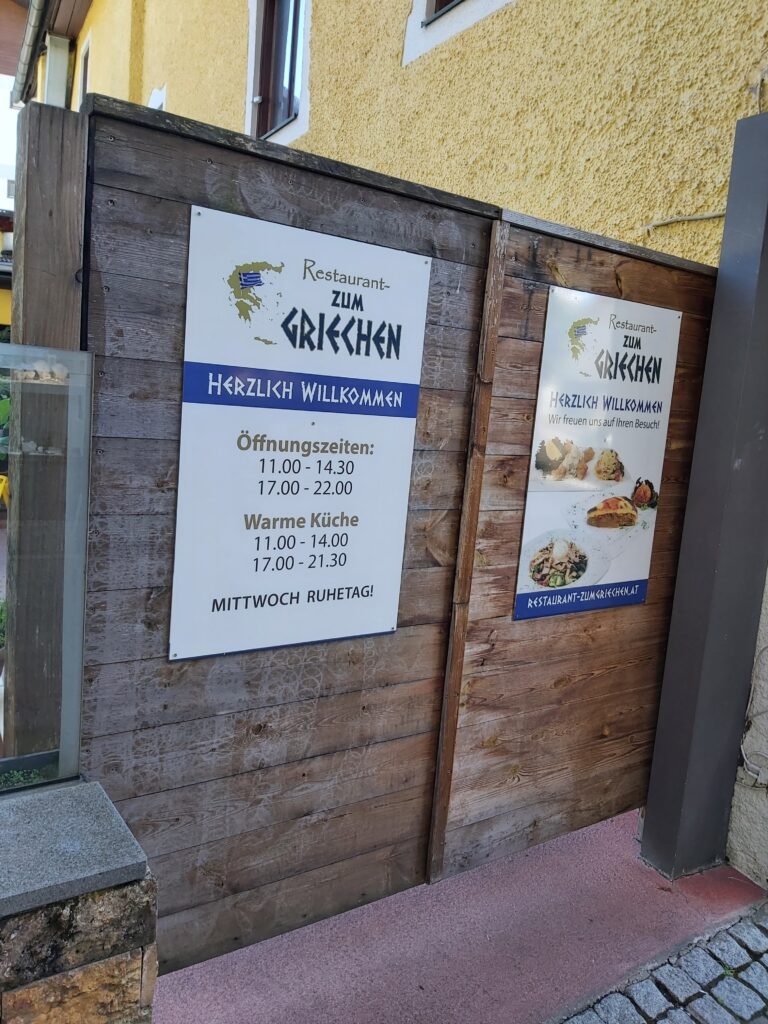 Restaurant-
ZUM
GRIECHEN
HERZLICH WILLKOMMEN
Öffnungszeiten:
11.00 - 14.30
17.00 - 22.00
Warme Küche
11.00 - 14.00
17.00 - 21.30
MITTWOCH RUHETAG!
Restaurant-
ZUM
GRIECHEN
HERZLICH WILLKOMMEN
Wir freuen uns auf Ihren Besuch!
RESTAURANT-ZUMGRIECHEN.AT